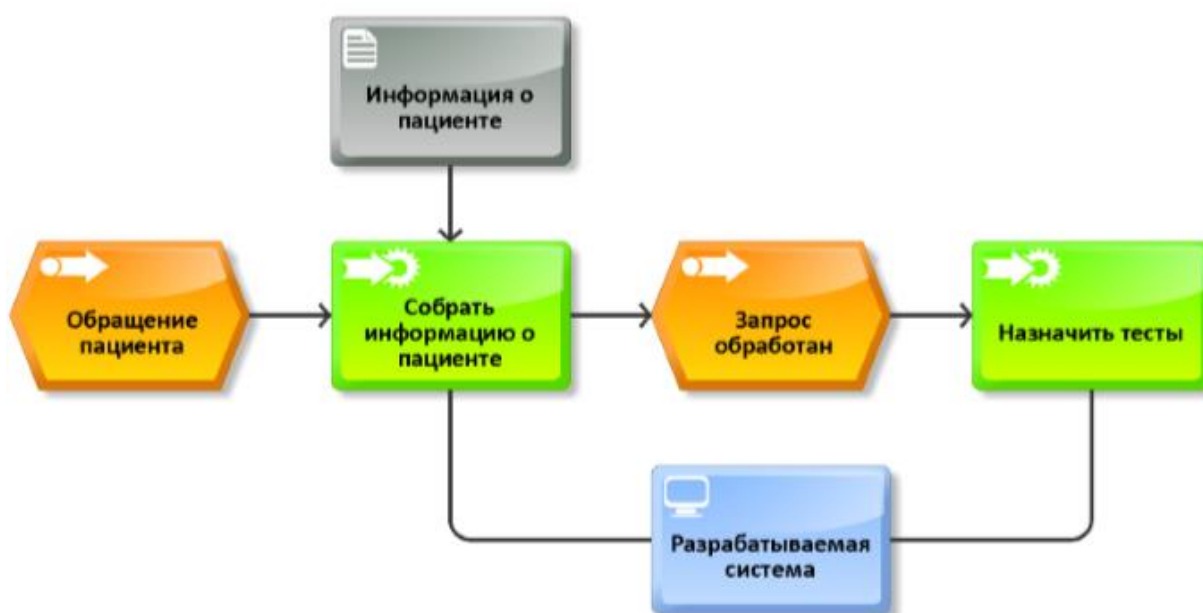 Информация о
пациенте
Обращение
пациента
Собрать
информацию о
пациенте
Запрос
обработан
Назначить тесты
Разрабатываемая
система